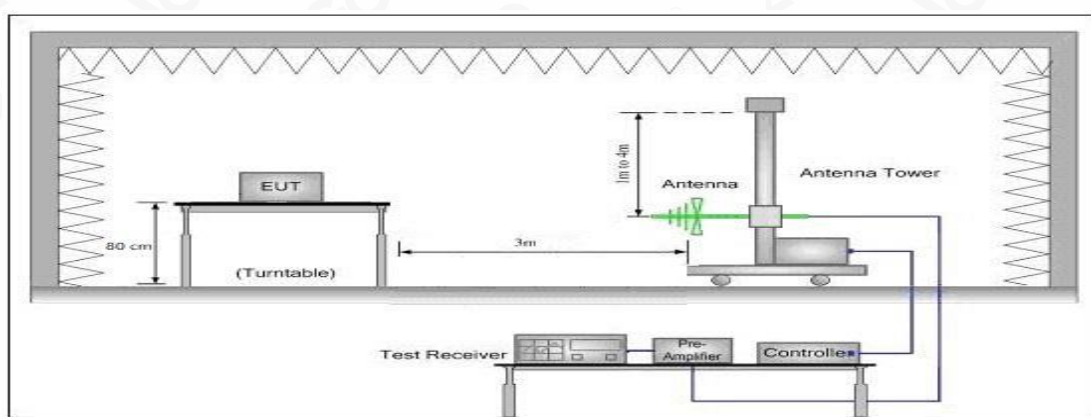 EUT
80 cm
(Turntable)
3m
1m to 4m
Antenna
Antenna Tower
Test Receiver
Pre-
Amplifier
Controller